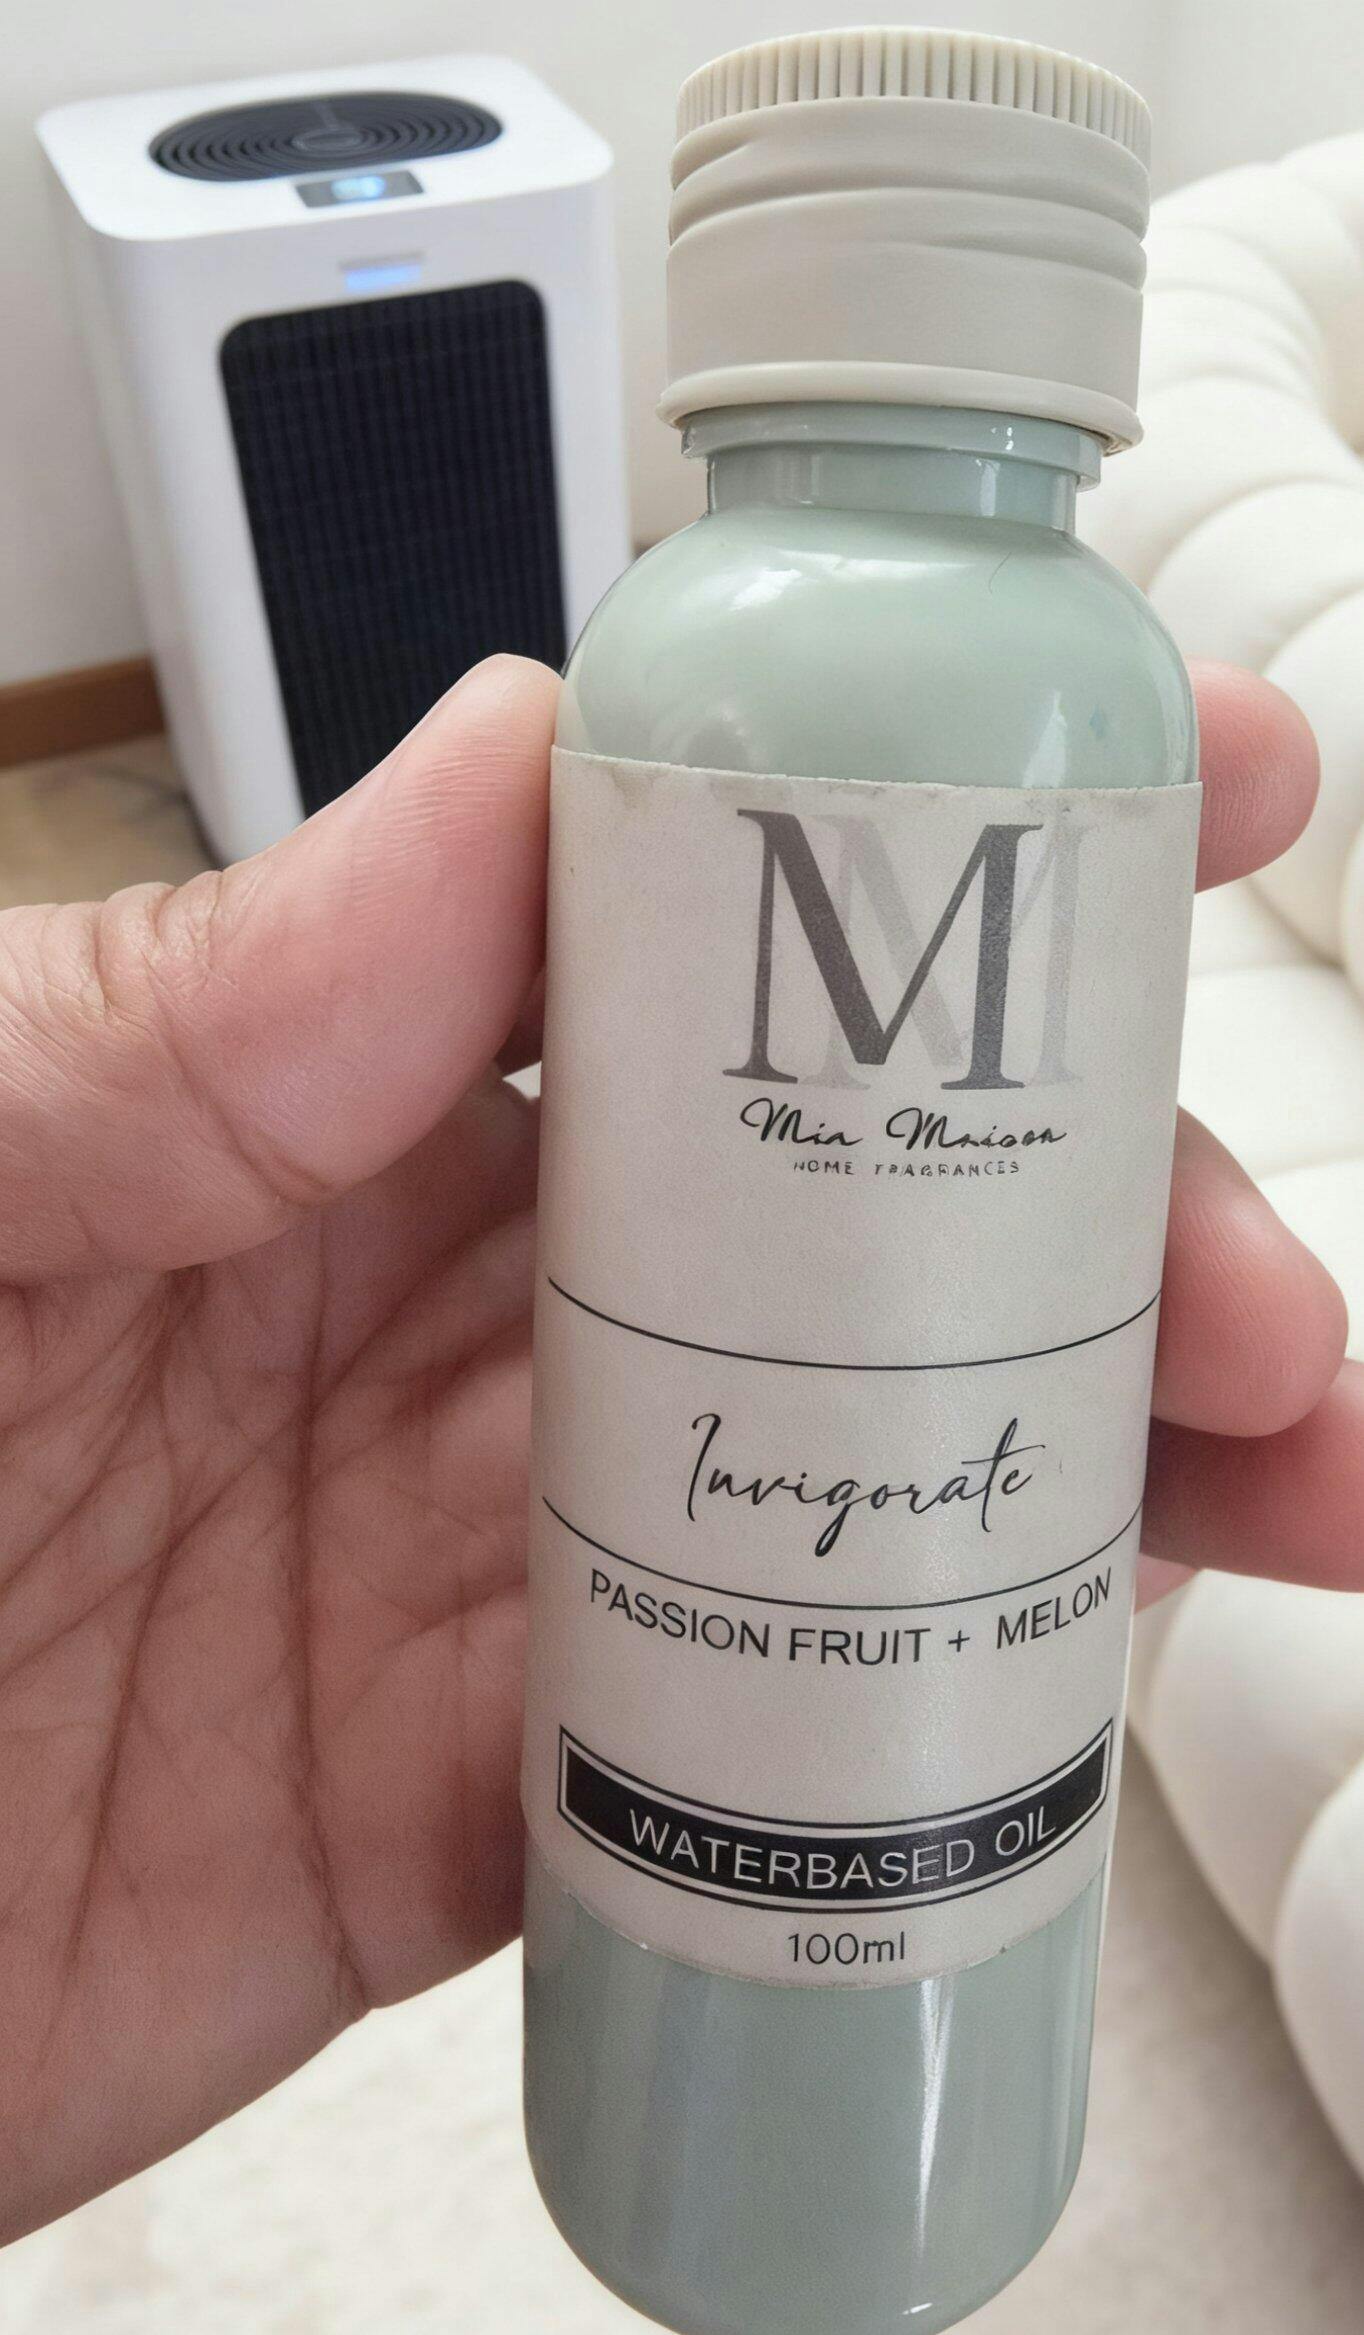 M
Mia Maison
HOME FRAGRANCES
Invigorate
PASSION FRUIT + MELON
WATERBASED OIL
100ml